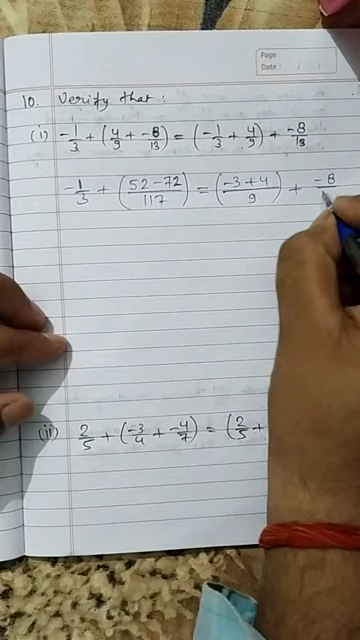 Page
Date : / /
10. Verify that :
(i) -1/3 + (4/9 + -8/13) = (-1/3 + 4/9) + -8/13
-1/3 + (52-72/117) = (-3+4/9) + -8
(ii) 2/5 + (-3/4 + -4/7) = (2/5 +